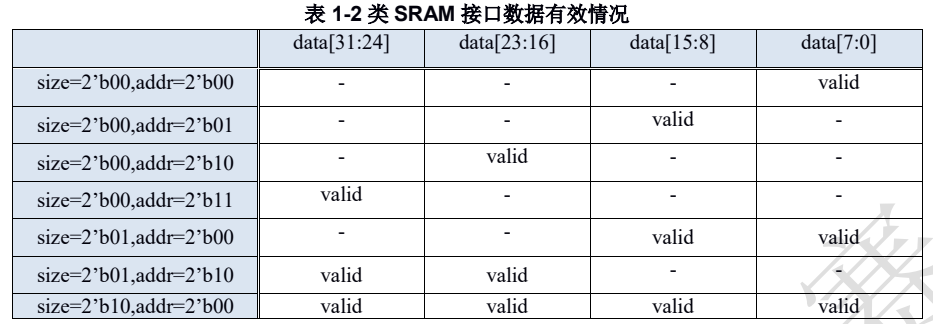 表 1-2 类 SRAM 接口数据有效情况
data[31:24] data[23:16] data[15:8] data[7:0]
size=2’b00,addr=2’b00 - - - valid
size=2’b00,addr=2’b01 - - valid -
size=2’b00,addr=2’b10 - valid - -
size=2’b00,addr=2’b11 valid - - -
size=2’b01,addr=2’b00 - - valid valid
size=2’b01,addr=2’b10 valid valid - -
size=2’b10,addr=2’b00 valid valid valid valid